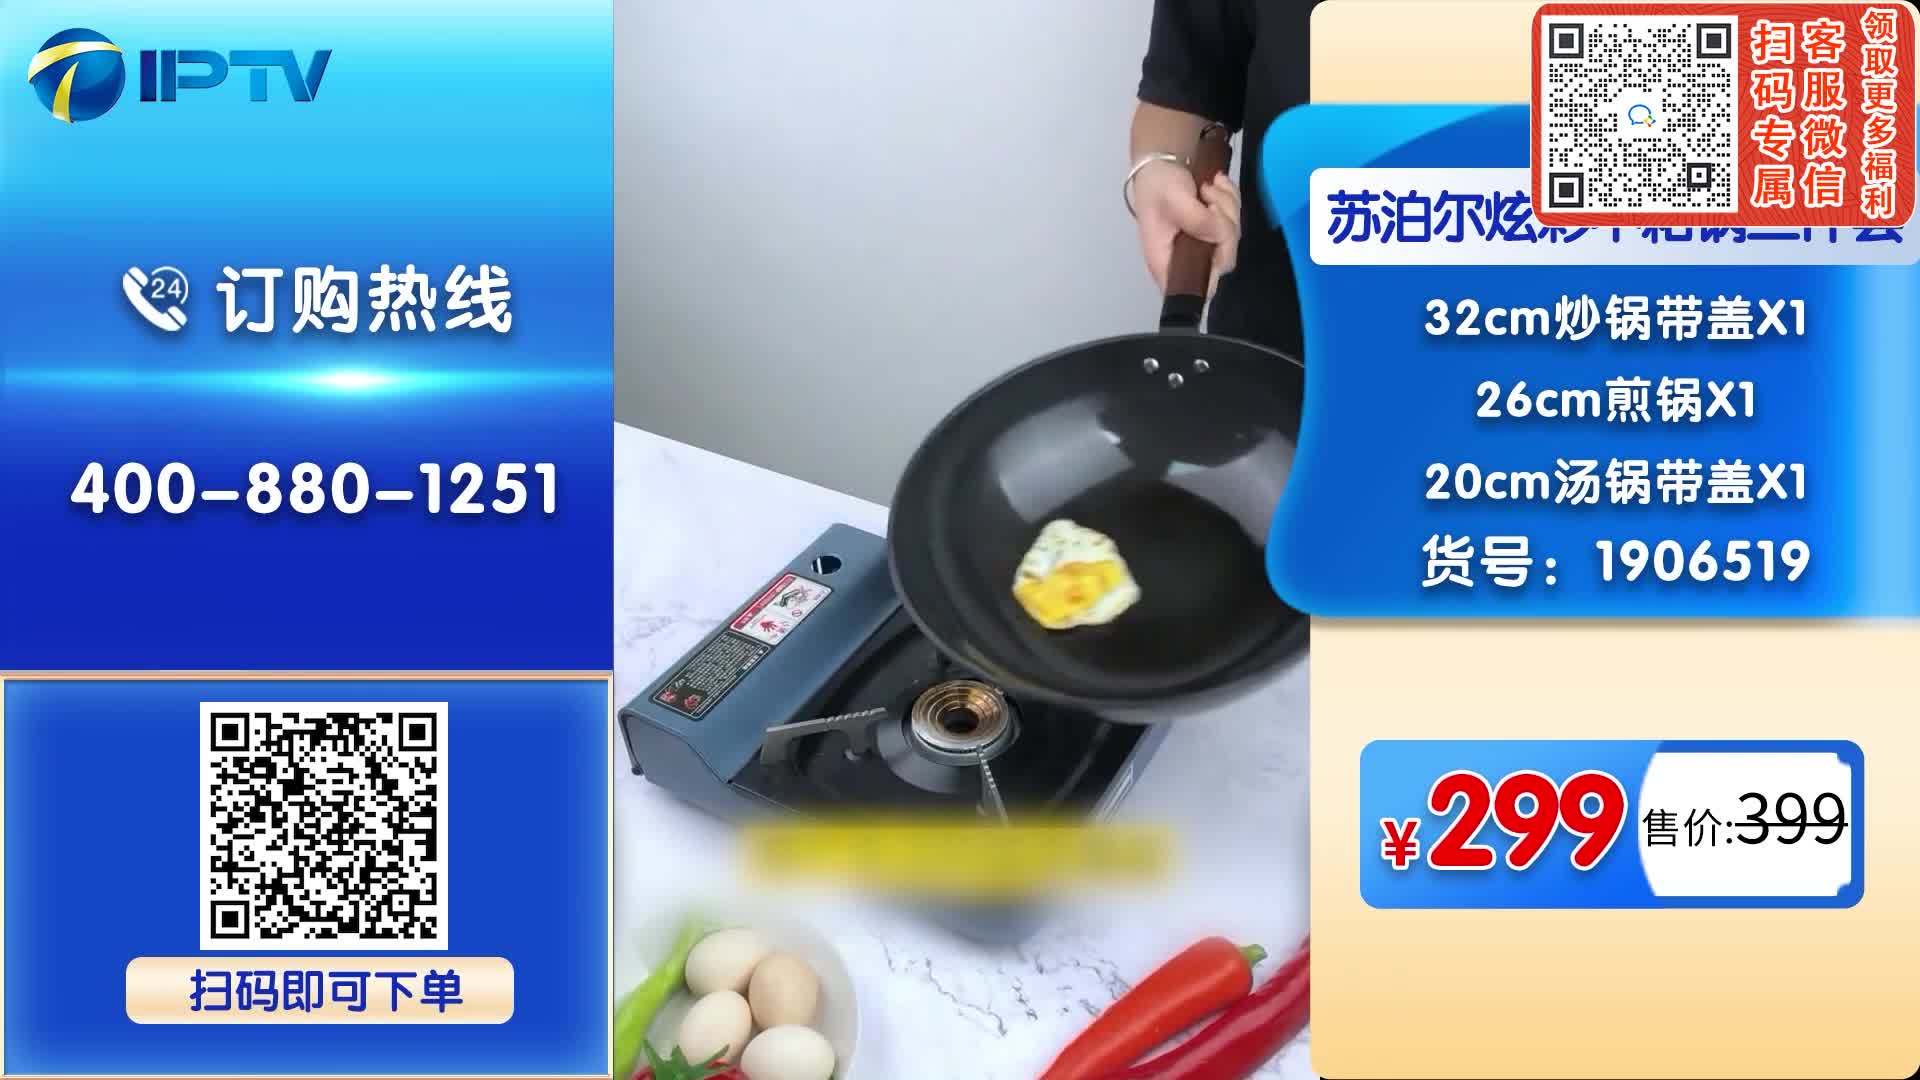 IPTV
24
订购热线
400-880-1251
扫码即可下单
扫码专属
客服微信
领取更多福利
苏泊尔炫
32cm炒锅带盖X1
26cm煎锅X1
20cm汤锅带盖X1
货号：1906519
¥299
售价:399